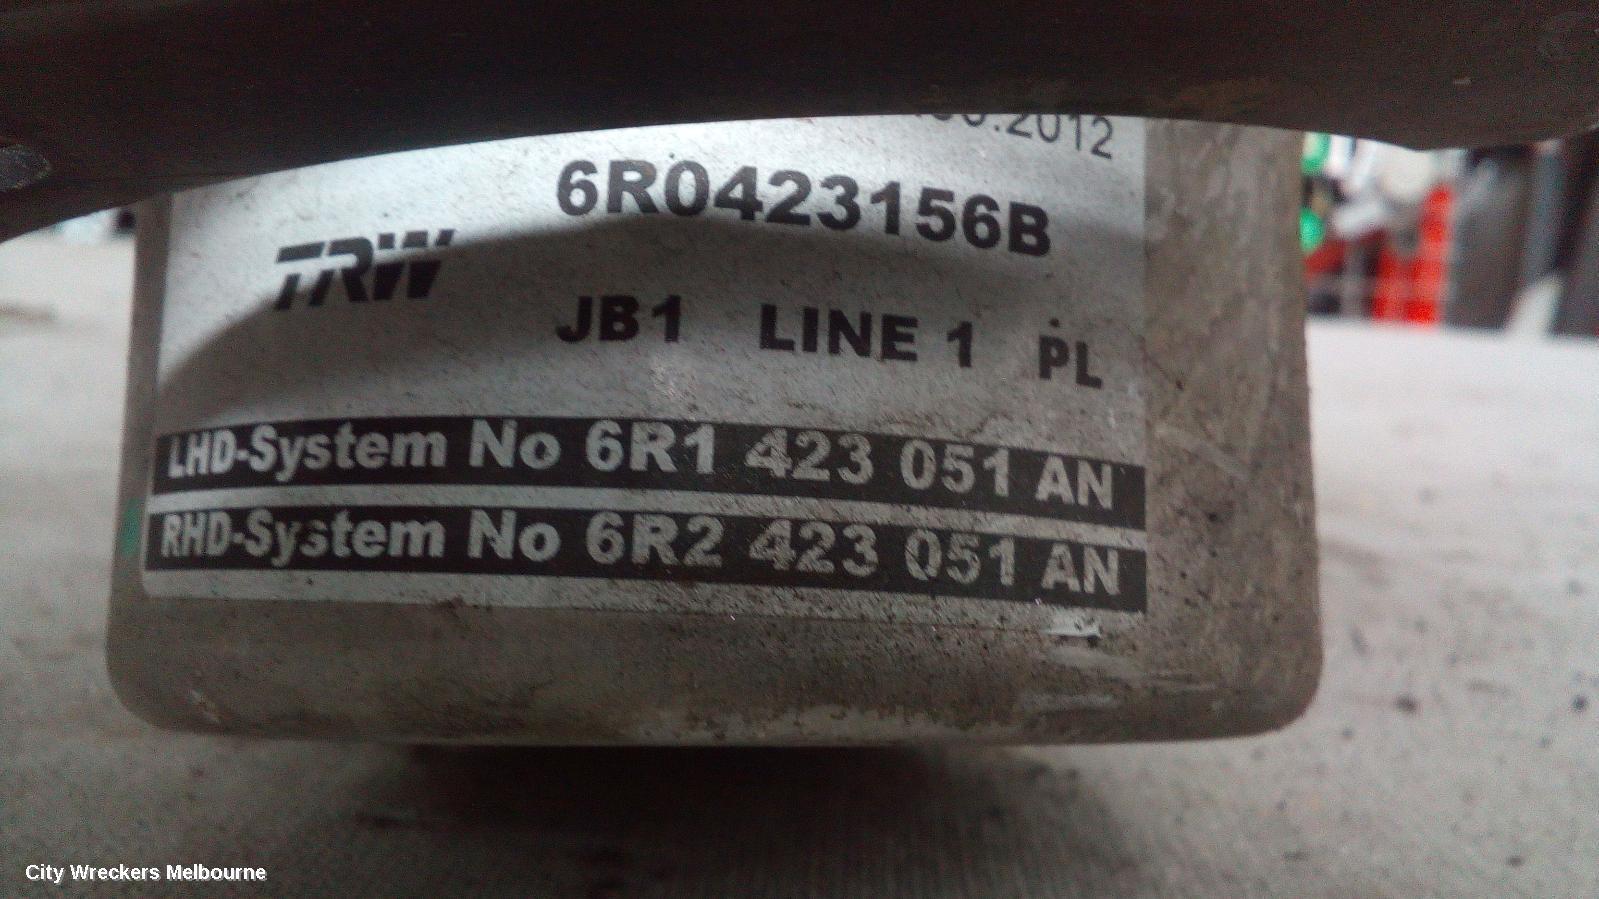 .2012
6R0423156B
TRW
JB1 LINE 1 PL
LHD-System No 6R1 423 051 AN
RHD-System No 6R2 423 051 AN
City Wreckers Melbourne